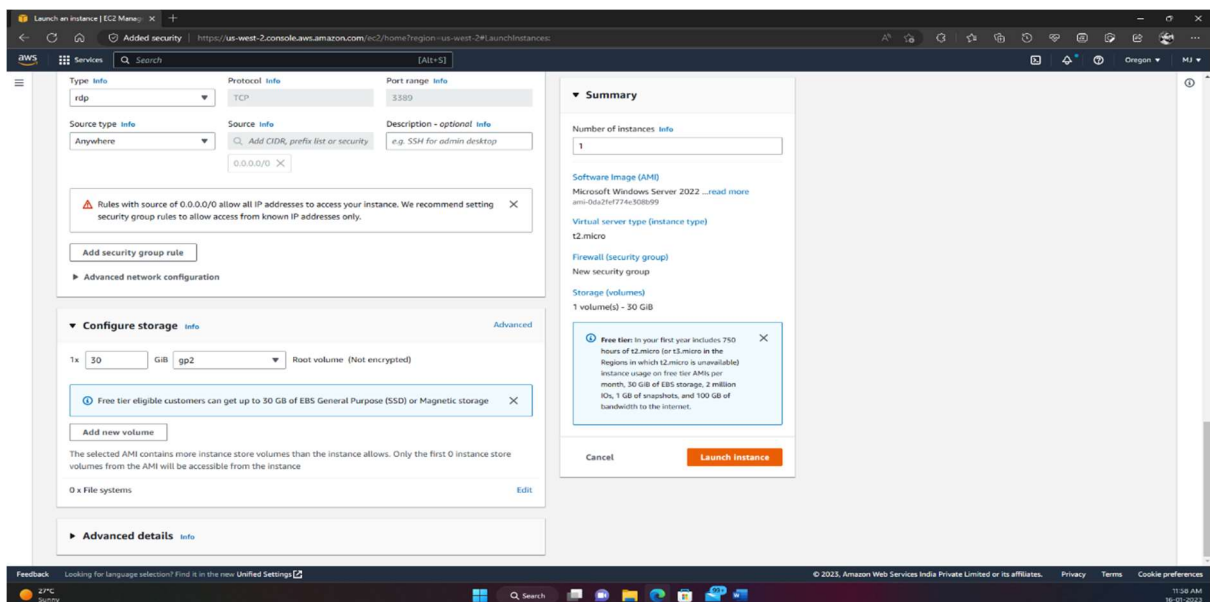 Launch an instance | EC2 Manag
Added security
https://us-west-2.console.aws.amazon.com/ec2/home?region=us-west-2#LaunchInstances:
aws
Services
Search
[Alt+S]
Oregon
MJ
Type Info
Protocol Info
Port range Info
rdp
TCP
3389
Source type Info
Source Info
Description - optional Info
Anywhere
Add CIDR, prefix list or security
e.g. SSH for admin desktop
0.0.0.0/0
Rules with source of 0.0.0.0/0 allow all IP addresses to access your instance. We recommend setting
security group rules to allow access from known IP addresses only.
Add security group rule
Advanced network configuration
Configure storage Info
Advanced
1x
30
GiB
gp2
Root volume (Not encrypted)
Free tier eligible customers can get up to 30 GB of EBS General Purpose (SSD) or Magnetic storage
Add new volume
The selected AMI contains more instance store volumes than the instance allows. Only the first 0 instance store
volumes from the AMI will be accessible from the instance
0 x File systems
Edit
Advanced details Info
Summary
Number of instances Info
1
Software Image (AMI)
Microsoft Windows Server 2022 ...read more
ami-0da2fef774e308b99
Virtual server type (instance type)
t2.micro
Firewall (security group)
New security group
Storage (volumes)
1 volume(s) - 30 GiB
Free tier: In your first year includes 750
hours of t2.micro (or t3.micro in the
Regions in which t2.micro is unavailable)
instance usage on free tier AMIs per
month, 30 GiB of EBS storage, 2 million
IOs, 1 GB of snapshots, and 100 GB of
bandwidth to the internet.
Cancel
Launch instance
Feedback
Looking for language selection? Find it in the new Unified Settings
© 2023, Amazon Web Services India Private Limited or its affiliates.
Privacy
Terms
Cookie preferences
27°C
Sunny
Search
11:58 AM
16-01-2023